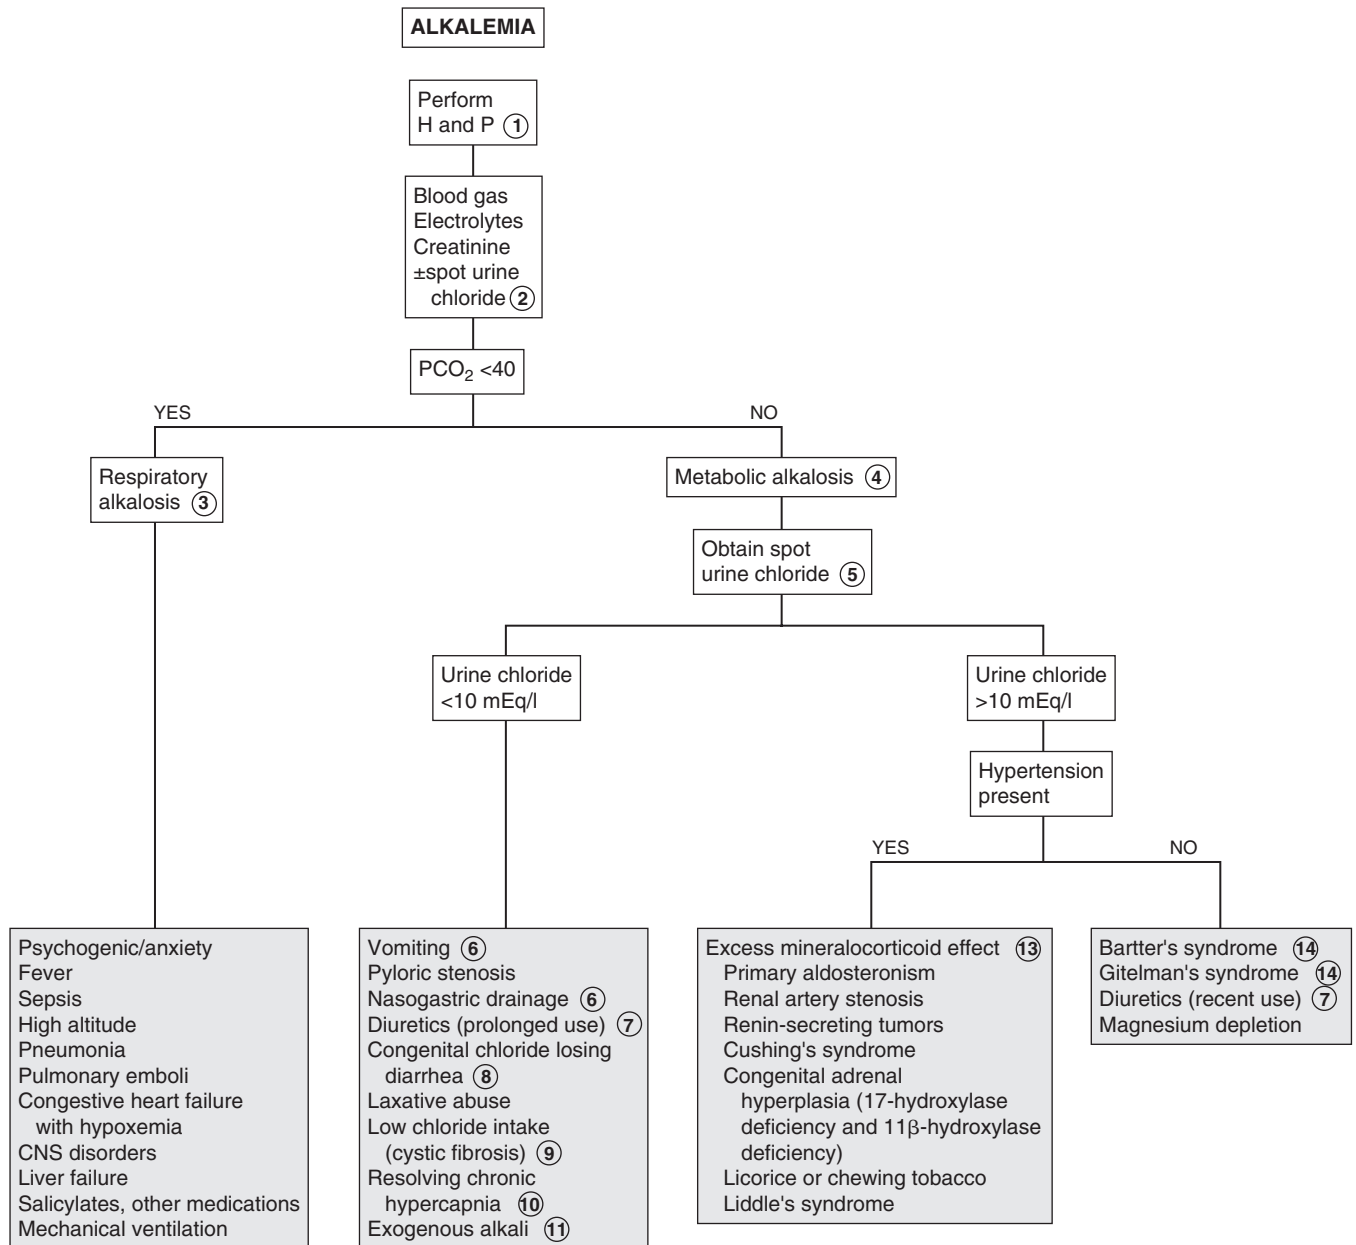 ALKALEMIA
Perform
H and P 1
Blood gas
Electrolytes
Creatinine
±spot urine
chloride 2
PCO2 <40
YES
NO
Respiratory
alkalosis 3
Metabolic alkalosis 4
Obtain spot
urine chloride 5
Urine chloride
<10 mEq/l
Urine chloride
>10 mEq/l
Hypertension
present
YES
NO
Psychogenic/anxiety
Fever
Sepsis
High altitude
Pneumonia
Pulmonary emboli
Congestive heart failure
with hypoxemia
CNS disorders
Liver failure
Salicylates, other medications
Mechanical ventilation
Vomiting 6
Pyloric stenosis
Nasogastric drainage 6
Diuretics (prolonged use) 7
Congenital chloride losing
diarrhea 8
Laxative abuse
Low chloride intake
(cystic fibrosis) 9
Resolving chronic
hypercapnia 10
Exogenous alkali 11
Excess mineralocorticoid effect 13
Primary aldosteronism
Renal artery stenosis
Renin-secreting tumors
Cushing's syndrome
Congenital adrenal
hyperplasia (17-hydroxylase
deficiency and 11β-hydroxylase
deficiency)
Licorice or chewing tobacco
Liddle's syndrome
Bartter's syndrome 14
Gitelman's syndrome 14
Diuretics (recent use) 7
Magnesium depletion